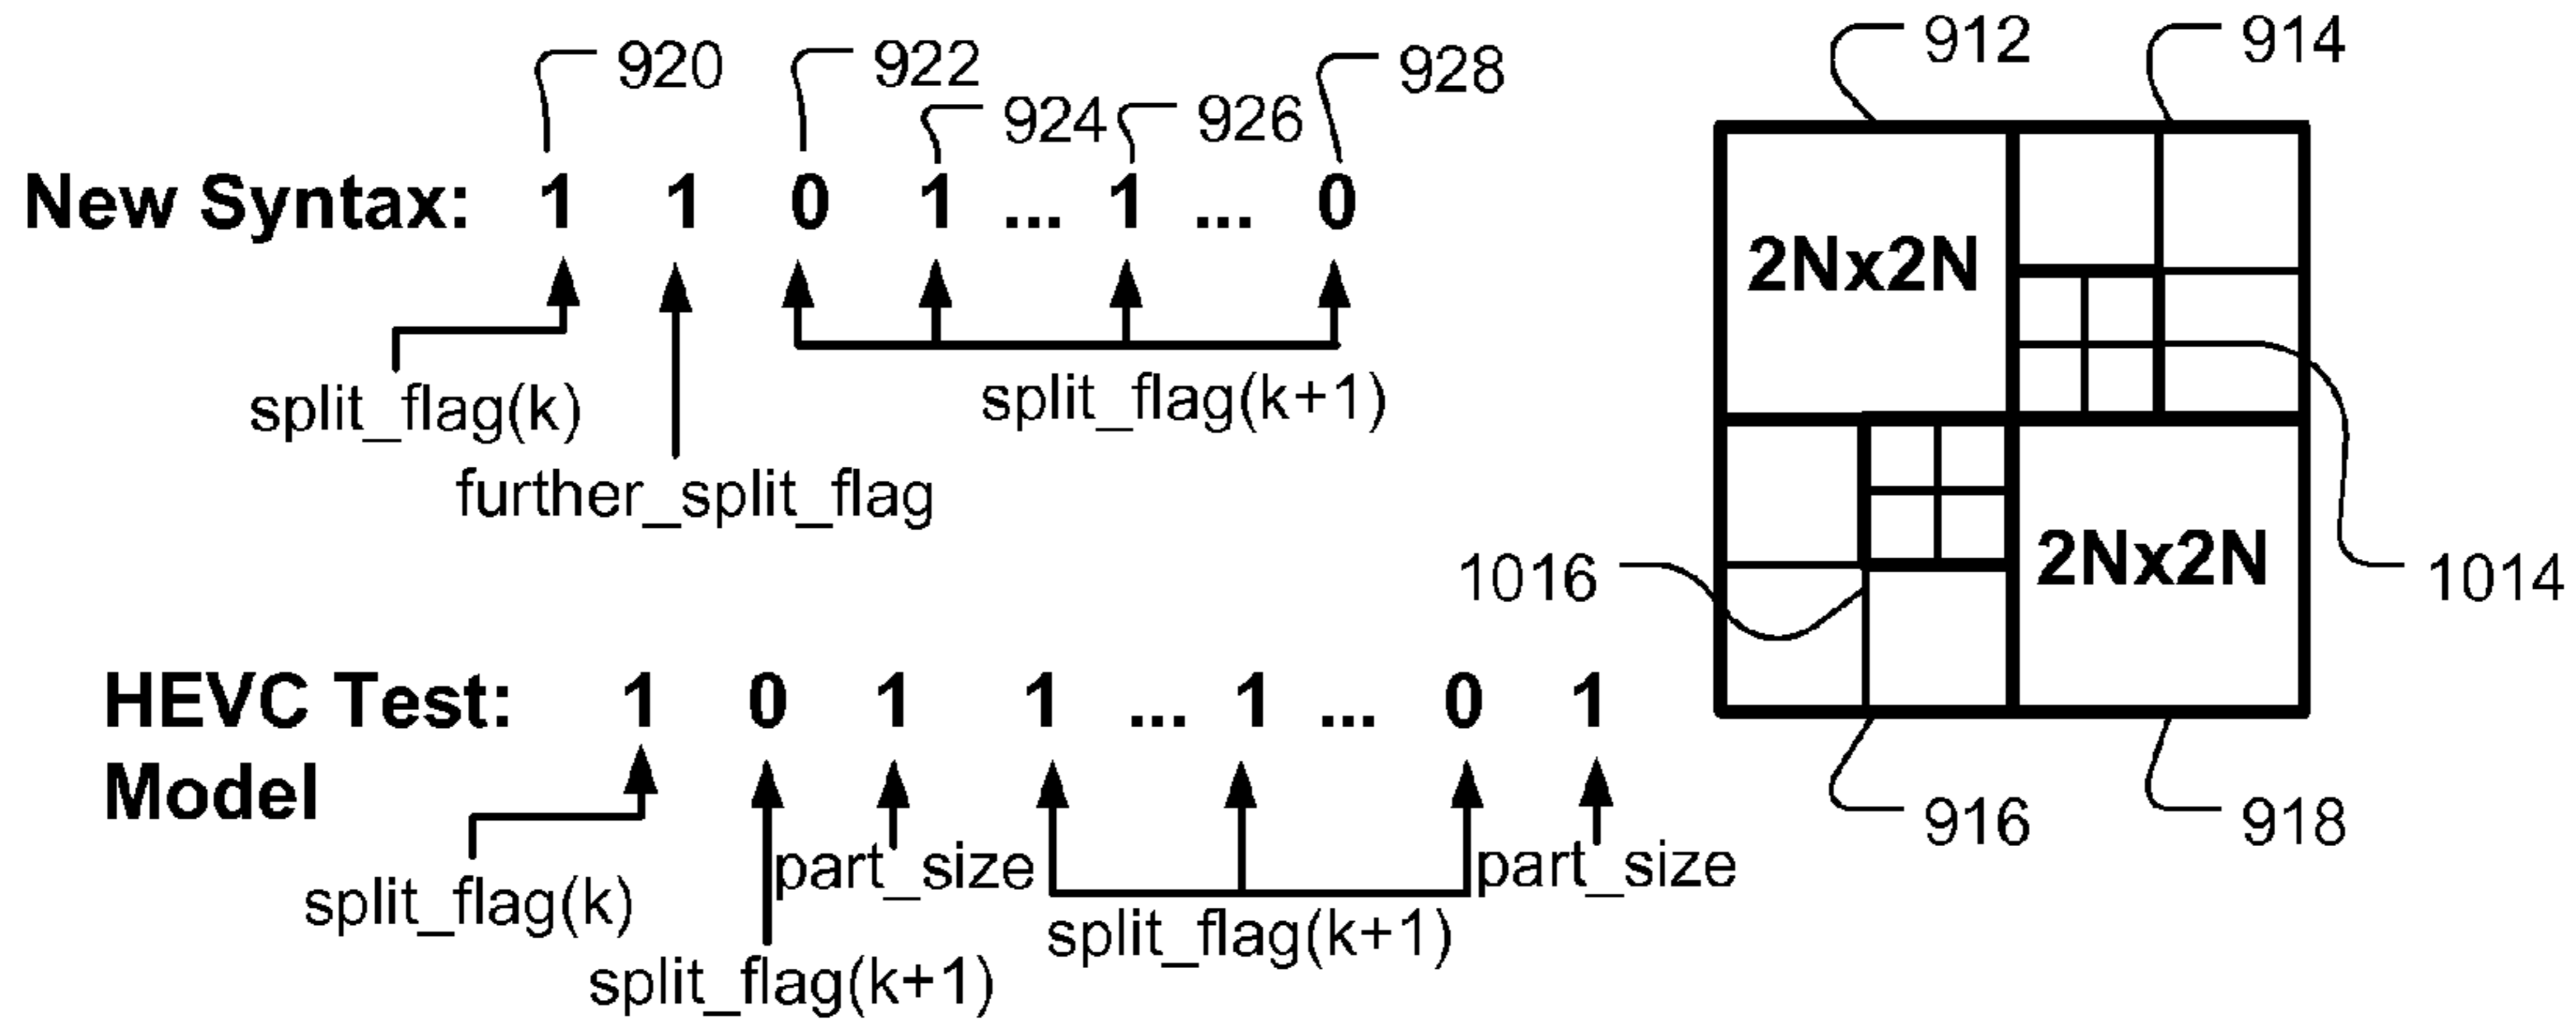 920 922 924 926 928
New Syntax: 1 1 0 1 ... 1 ... 0
split_flag(k) split_flag(k+1)
further_split_flag
HEVC Test: 1 0 1 1 ... 1 ... 0 1
Model
part_size part_size
split_flag(k) split_flag(k+1)
split_flag(k+1)
912 914
2Nx2N
2Nx2N
1016 1014
916 918